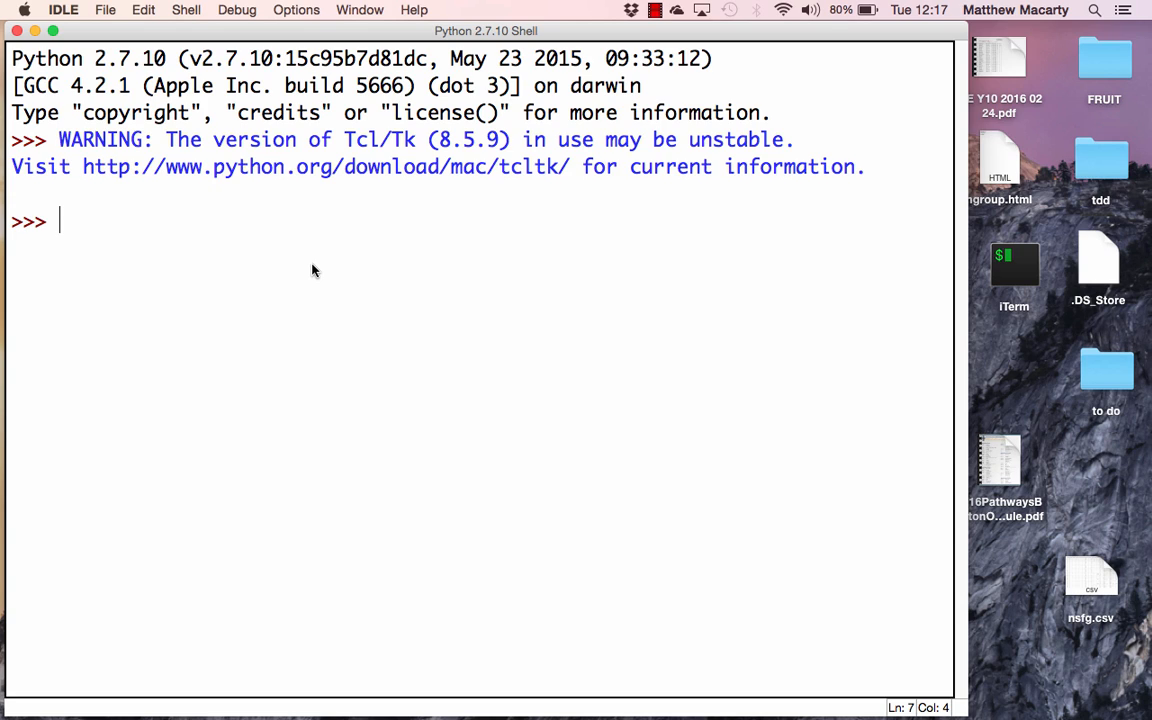 IDLE File Edit Shell Debug Options Window Help 80% Tue 12:17 Matthew Macarty
Python 2.7.10 Shell
Python 2.7.10 (v2.7.10:15c95b7d81dc, May 23 2015, 09:33:12)
[GCC 4.2.1 (Apple Inc. build 5666) (dot 3)] on darwin
Type "copyright", "credits" or "license()" for more information.
>>> WARNING: The version of Tcl/Tk (8.5.9) in use may be unstable.
Visit http://www.python.org/download/mac/tcltk/ for current information.
>>>
Ln: 7 Col: 4
E Y10 2016 02
24.pdf
FRUIT
HTML
ngroup.html
tdd
$
iTerm
.DS_Store
to do
16PathwaysB
tonO...ule.pdf
csv
nsfg.csv